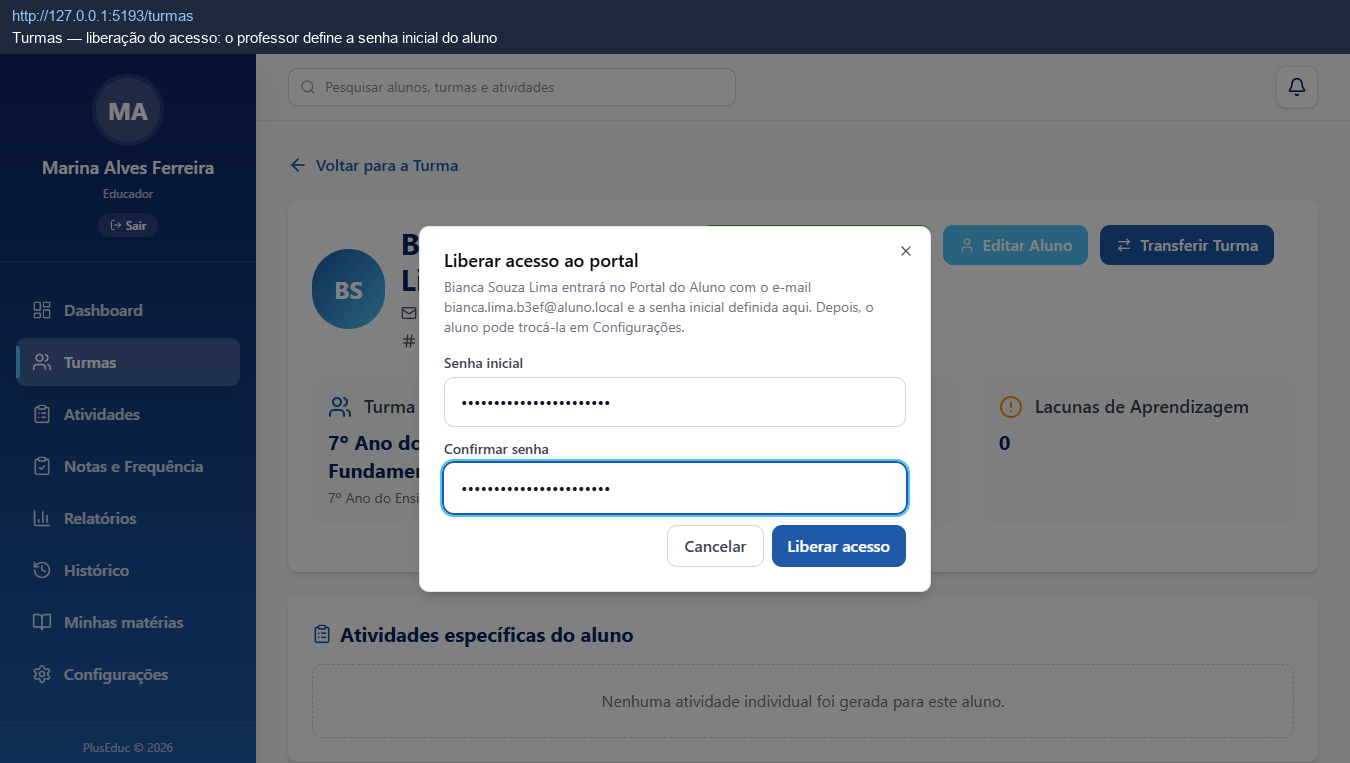 http://127.0.0.1:5193/turmas
Turmas — liberação do acesso: o professor define a senha inicial do aluno
MA
Marina Alves Ferreira
Educador
Sair
Dashboard
Turmas
Atividades
Notas e Frequência
Relatórios
Histórico
Minhas matérias
Configurações
PlusEduc © 2026
Pesquisar alunos, turmas e atividades
Voltar para a Turma
BS
Editar Aluno
Transferir Turma
Turma
7º Ano do
7º Ano do Ensi
Lacunas de Aprendizagem
0
Liberar acesso ao portal
Bianca Souza Lima entrará no Portal do Aluno com o e-mail
bianca.lima.b3ef@aluno.local e a senha inicial definida aqui. Depois, o
aluno pode trocá-la em Configurações.
Senha inicial
•••••••••••••••••••••••
Confirmar senha
•••••••••••••••••••••••
Cancelar
Liberar acesso
Atividades específicas do aluno
Nenhuma atividade individual foi gerada para este aluno.